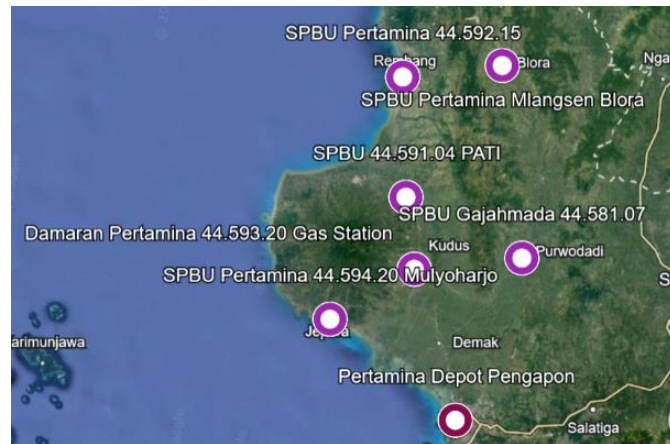 SPBU Pertamina 44.592.15
Rembang
Blora
Nga
SPBU Pertamina Mlangsen Blora
SPBU 44.591.04 PATI
SPBU Gajahmada 44.581.07
Damaran Pertamina 44.593.20 Gas Station
Kudus
Purwodadi
SPBU Pertamina 44.594.20 Mulyoharjo
S
Jepara
arimunjawa
Demak
Pertamina Depot Pengapon
Salatiga